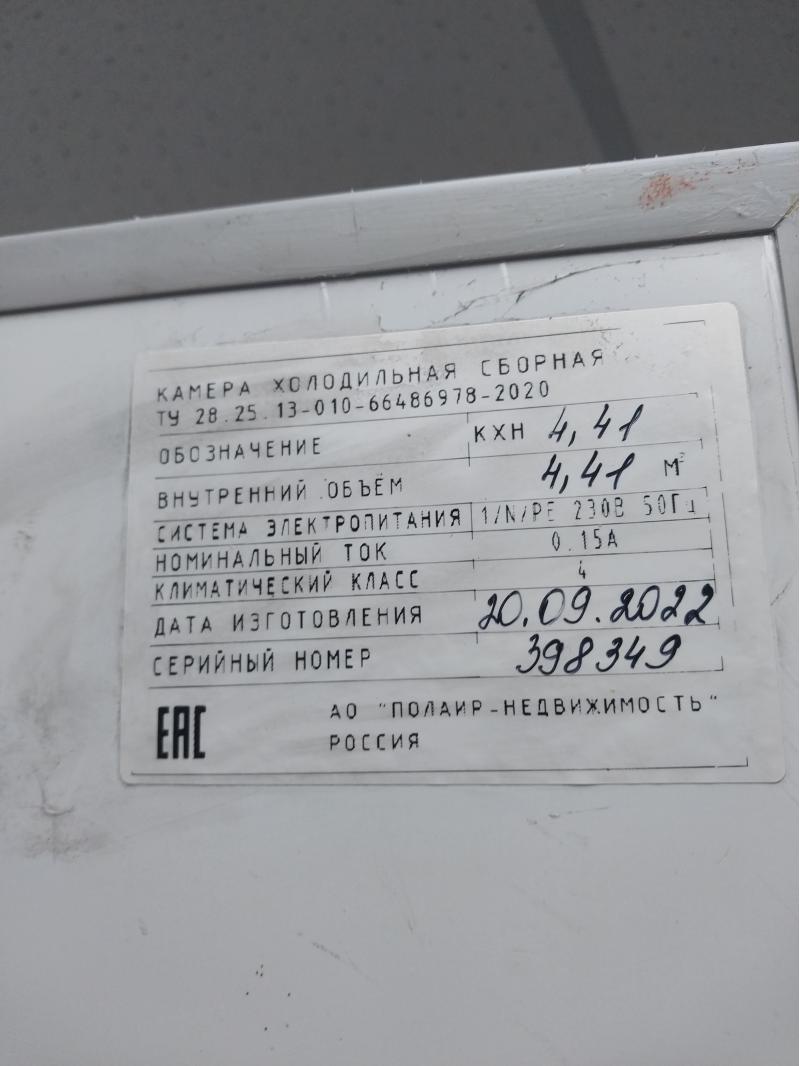 КАМЕРА ХОЛОДИЛЬНАЯ СБОРНАЯ
ТУ 28.25.13-010-66486978-2020
ОБОЗНАЧЕНИЕ КХН 4,41
ВНУТРЕННИЙ ОБЪЁМ 4,41 М³
СИСТЕМА ЭЛЕКТРОПИТАНИЯ 1/N/PE 230В 50Гц
НОМИНАЛЬНЫЙ ТОК 0.15А
КЛИМАТИЧЕСКИЙ КЛАСС 4
ДАТА ИЗГОТОВЛЕНИЯ 20.09.2022
СЕРИЙНЫЙ НОМЕР 398349
EAC АО "ПОЛАИР-НЕДВИЖИМОСТЬ"
РОССИЯ